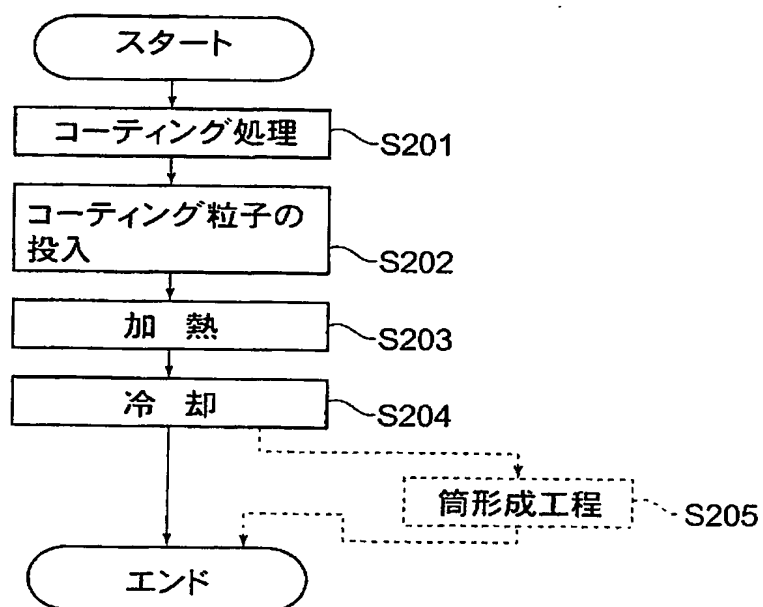 スタート
コーティング処理
S201
コーティング粒子の
投入
S202
加 熱
S203
冷 却
S204
筒形成工程
S205
エンド